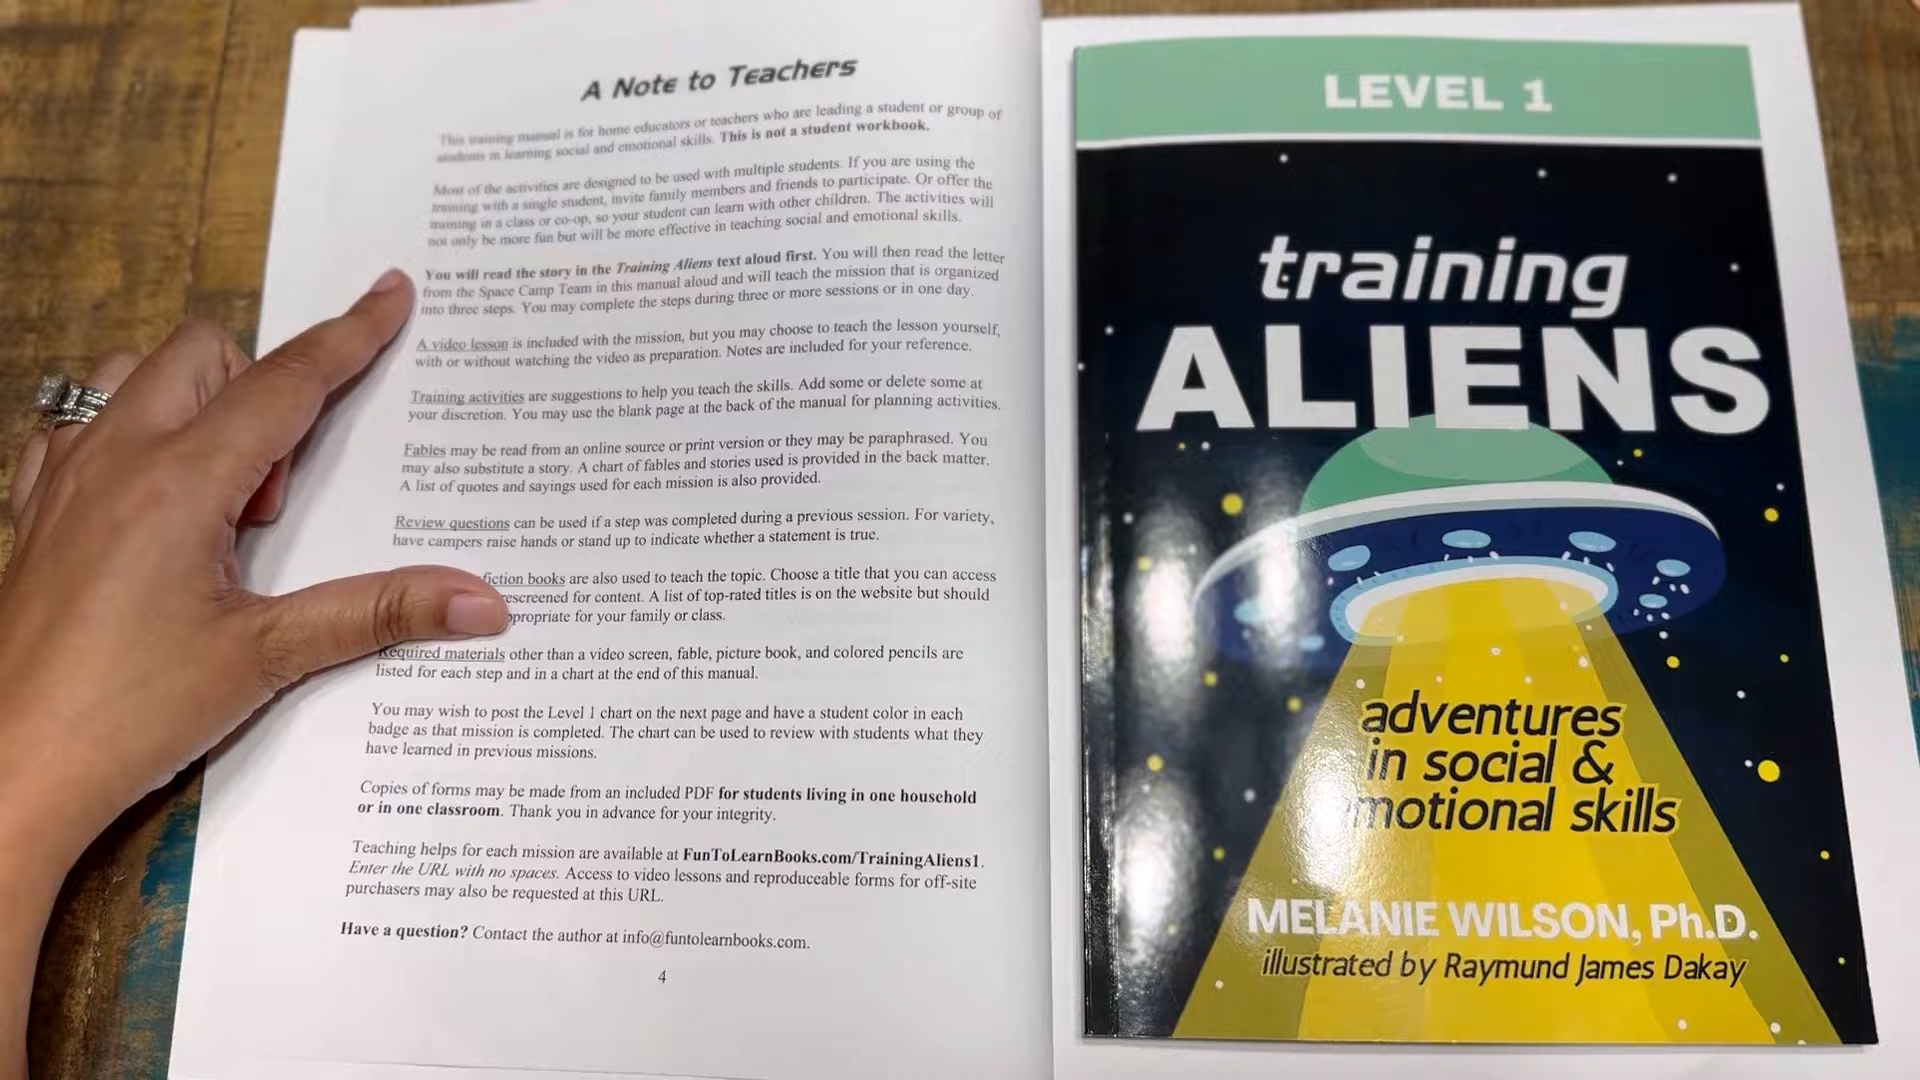 A Note to Teachers
This training manual is for home educators or teachers who are leading a student or group of
students in learning social and emotional skills. This is not a student workbook.
Most of the activities are designed to be used with multiple students. If you are using the
training with a single student, invite family members and friends to participate. Or offer the
training in a class or co-op, so your student can learn with other children. The activities will
not only be more fun but will be more effective in teaching social and emotional skills.
You will read the story in the Training Aliens text aloud first. You will then read the letter
from the Space Camp Team in this manual aloud and will teach the mission that is organized
into three steps. You may complete the steps during three or more sessions or in one day.
A video lesson is included with the mission, but you may choose to teach the lesson yourself,
with or without watching the video as preparation. Notes are included for your reference.
Training activities are suggestions to help you teach the skills. Add some or delete some at
your discretion. You may use the blank page at the back of the manual for planning activities.
Fables may be read from an online source or print version or they may be paraphrased. You
may also substitute a story. A chart of fables and stories used is provided in the back matter.
A list of quotes and sayings used for each mission is also provided.
Review questions can be used if a step was completed during a previous session. For variety,
have campers raise hands or stand up to indicate whether a statement is true.
fiction books are also used to teach the topic. Choose a title that you can access
rescreened for content. A list of top-rated titles is on the website but should
ppropriate for your family or class.
Required materials other than a video screen, fable, picture book, and colored pencils are
listed for each step and in a chart at the end of this manual.
You may wish to post the Level 1 chart on the next page and have a student color in each
badge as that mission is completed. The chart can be used to review with students what they
have learned in previous missions.
Copies of forms may be made from an included PDF for students living in one household
or in one classroom. Thank you in advance for your integrity.
Teaching helps for each mission are available at FunToLearnBooks.com/TrainingAliens1.
Enter the URL with no spaces. Access to video lessons and reproduceable forms for off-site
purchasers may also be requested at this URL.
Have a question? Contact the author at info@funtolearnbooks.com.
4
LEVEL 1
training
ALIENS
adventures
in social &
emotional skills
MELANIE WILSON, Ph.D.
illustrated by Raymund James Dakay